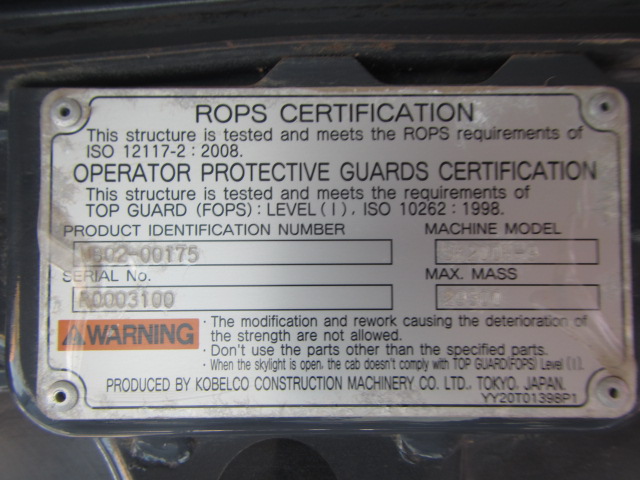 ROPS CERTIFICATION
This structure is tested and meets the ROPS requirements of
ISO 12117-2 : 2008.
OPERATOR PROTECTIVE GUARDS CERTIFICATION
This structure is tested and meets the requirements of
TOP GUARD (FOPS) : LEVEL(I), ISO 10262 : 1998.
PRODUCT IDENTIFICATION NUMBER MACHINE MODEL
SERIAL No. MAX. MASS
A0003100
WARNING
· The modification and rework causing the deterioration of
the strength are not allowed.
· Don't use the parts other than the specified parts.
· When the skylight is open, the cab doesn't comply with TOP GUARD(FOPS) Level (I).
PRODUCED BY KOBELCO CONSTRUCTION MACHINERY CO. LTD., TOKYO, JAPAN.
YY20T01398P1